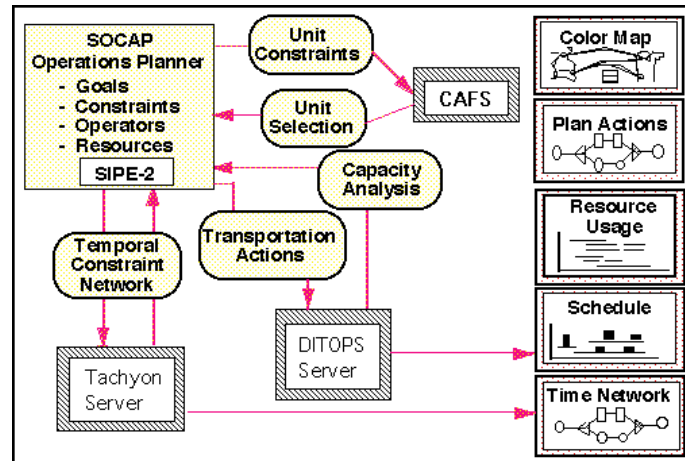 SOCAP
Operations Planner
- Goals
- Constraints
- Operators
- Resources
SIPE-2
Unit
Constraints
Unit
Selection
CAFS
Capacity
Analysis
Transportation
Actions
Temporal
Constraint
Network
Tachyon
Server
DITOPS
Server
Color Map
Plan Actions
Resource
Usage
Schedule
Time Network